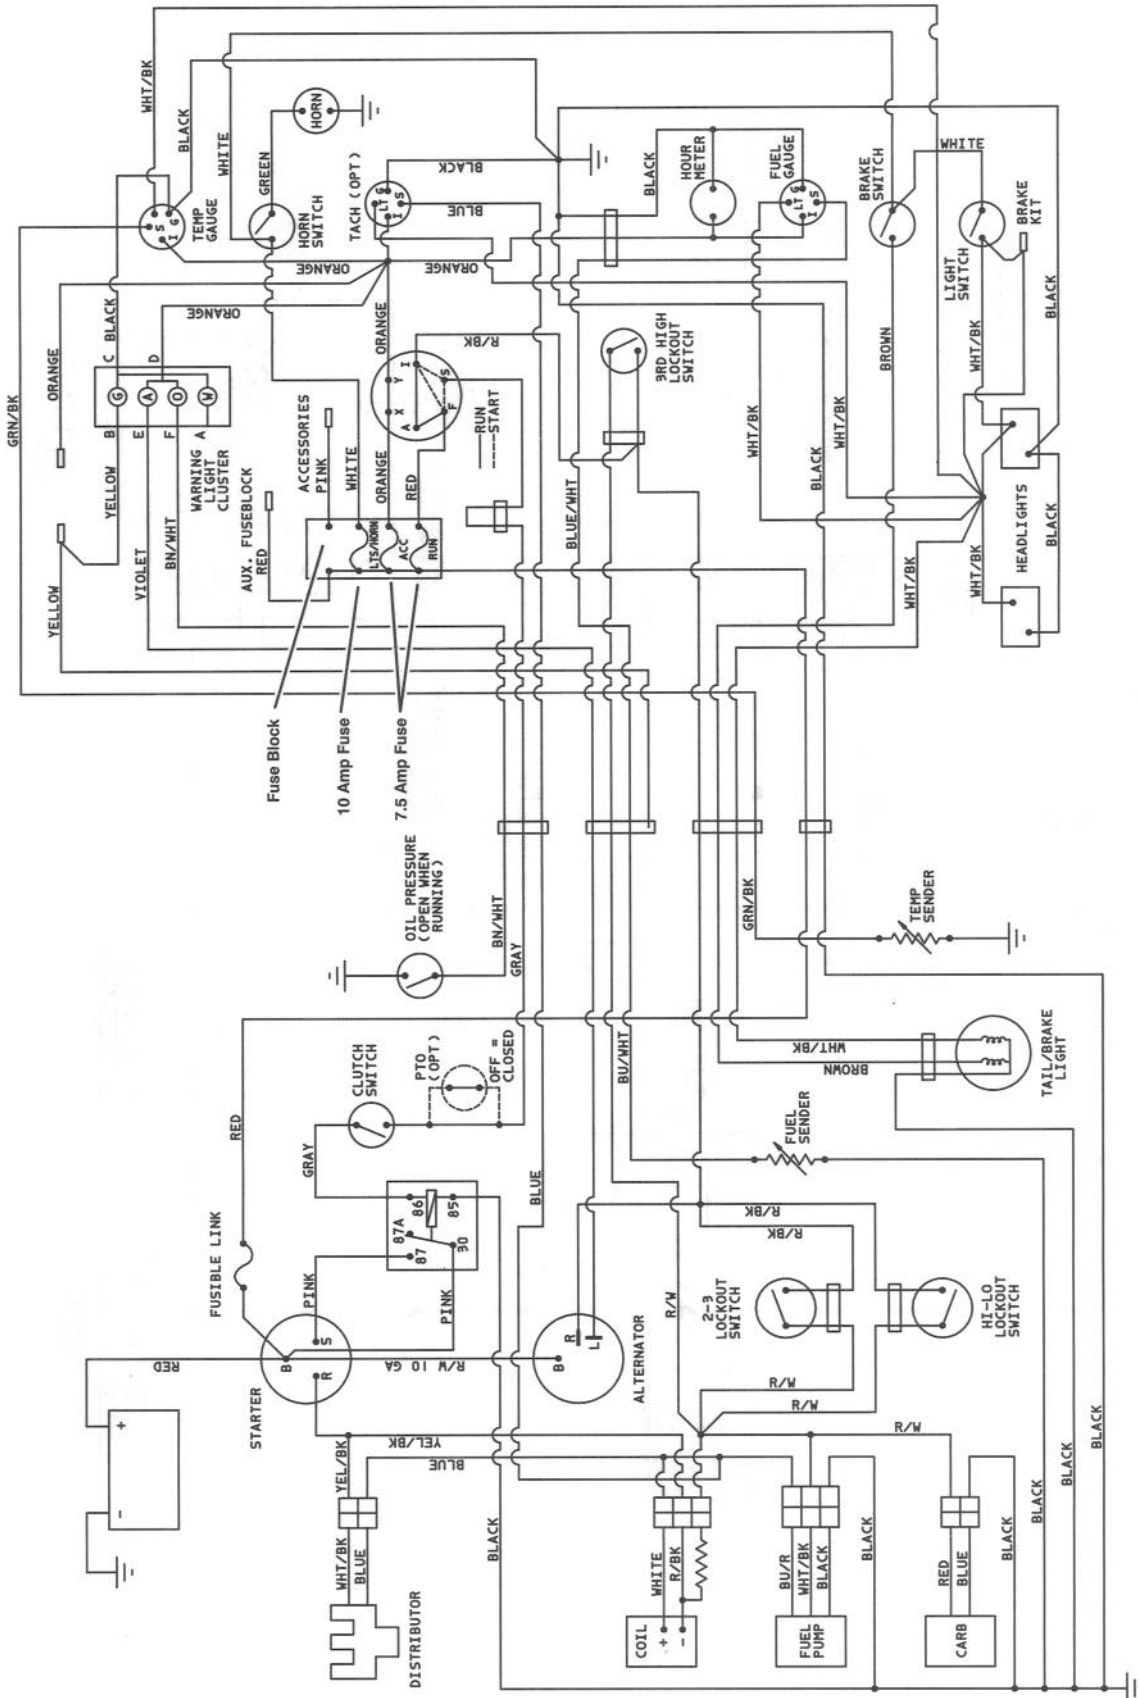 WHT/BK
BLACK
WHITE
GREEN
HORN
HORN
SWITCH
TEMP
GAUGE
S
I
G
TACH (OPT)
G
LT
S
I
BLACK
BLUE
ORANGE
ORANGE
BLACK
HOUR
METER
FUEL
GAUGE
G
LT
S
I
BRAKE
SWITCH
WHITE
BRAKE
KIT
LIGHT
SWITCH
GRN/BK
ORANGE
C
BLACK
D
ORANGE
G
A
O
W
B
E
F
A
WARNING
LIGHT
CLUSTER
YELLOW
VIOLET
BN/WHT
YELLOW
AUX. FUSEBLOCK
RED
ACCESSORIES
PINK
WHITE
ORANGE
RED
ORANGE
X
Y
A
I
F
S
R/BK
RUN
START
LTS/HORN
ACC
RUN
3RD HIGH
LOCKOUT
SWITCH
BLUE/WHT
WHT/BK
BLACK
WHT/BK
BROWN
WHT/BK
WHT/BK
BLACK
HEADLIGHTS
WHT/BK
BLACK
Fuse Block
10 Amp Fuse
7.5 Amp Fuse
OIL PRESSURE
(OPEN WHEN
RUNNING)
BN/WHT
GRAY
GRN/BK
TEMP
SENDER
RED
GRAY
CLUTCH
SWITCH
PTO
(OPT)
OFF =
CLOSED
BLUE
BU/WHT
FUEL
SENDER
WHT/BK
BROWN
TAIL/BRAKE
LIGHT
FUSIBLE LINK
PINK
87A
87
86
85
30
PINK
RED
+
-
STARTER
B
S
R
R/W 10 GA
B
R
L
ALTERNATOR
R/W
R/BK
R/BK
2-3
LOCKOUT
SWITCH
HI-LO
LOCKOUT
SWITCH
R/W
R/W
R/W
YEL/BK
YEL/BK
BLUE
WHT/BK
BLUE
DISTRIBUTOR
BLACK
WHITE
R/BK
COIL
+
-
BU/R
WHT/BK
BLACK
FUEL
PUMP
BLACK
RED
BLUE
CARB
BLACK
BLACK
BLACK
BLACK